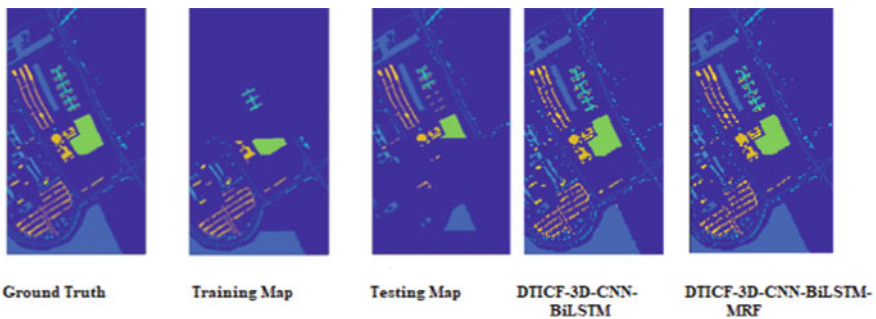 Ground Truth
Training Map
Testing Map
DTICF-3D-CNN-
BiLSTM
DTICF-3D-CNN-BiLSTM-
MRF